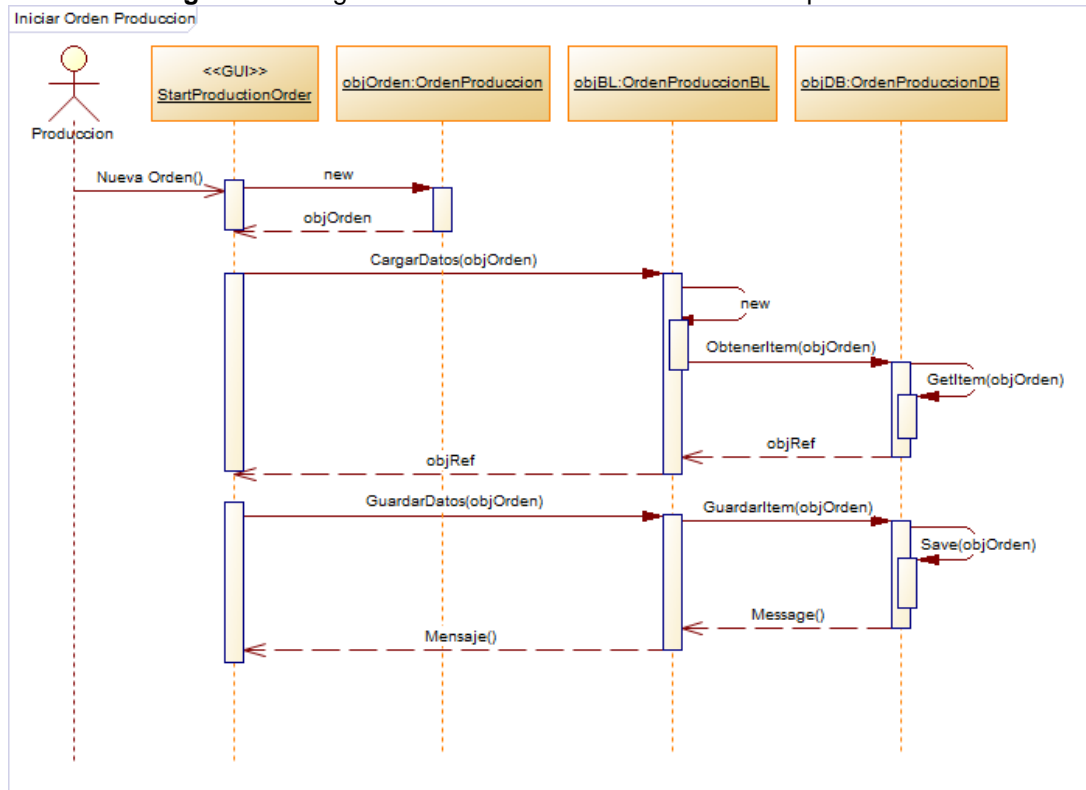 Iniciar Orden Produccion
<<GUI>>
StartProductionOrder
objOrden:OrdenProduccion
objBL:OrdenProduccionBL
objDB:OrdenProduccionDB
Produccion
Nueva Orden()
new
objOrden
CargarDatos(objOrden)
new
ObtenerItem(objOrden)
GetItem(objOrden)
objRef
objRef
GuardarDatos(objOrden)
GuardarItem(objOrden)
Save(objOrden)
Message()
Mensaje()